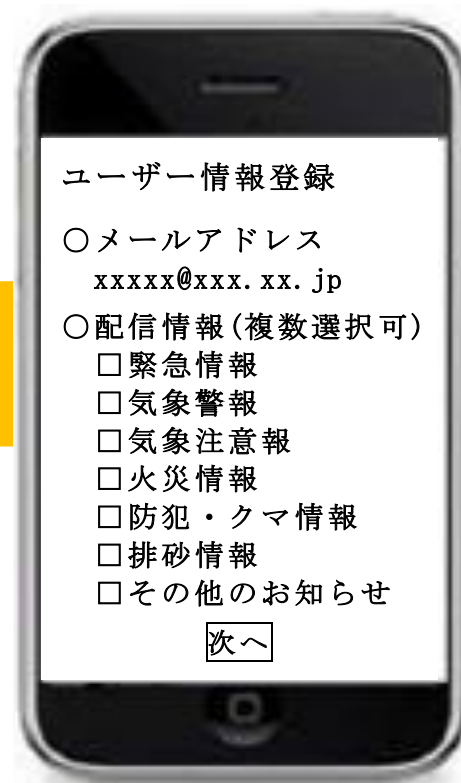 ユーザー情報登録
○メールアドレス
xxxxx@xxx.xx.jp
○配信情報(複数選択可)
□緊急情報
□気象警報
□気象注意報
□火災情報
□防犯・クマ情報
□排砂情報
□その他のお知らせ
次へ